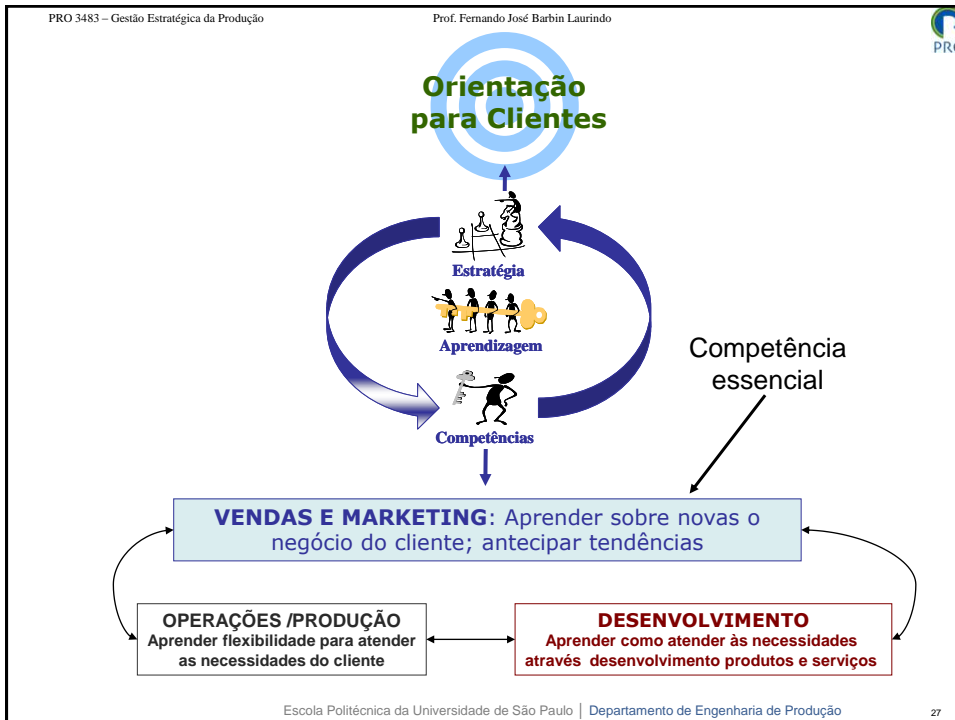 PRO 3483 – Gestão Estratégica da Produção Prof. Fernando José Barbin Laurindo
Orientação
para Clientes
Estratégia
Aprendizagem
Competências
Competência
essencial
VENDAS E MARKETING: Aprender sobre novas o
negócio do cliente; antecipar tendências
OPERAÇÕES /PRODUÇÃO
Aprender flexibilidade para atender
as necessidades do cliente
DESENVOLVIMENTO
Aprender como atender às necessidades
através desenvolvimento produtos e serviços
Escola Politécnica da Universidade de São Paulo | Departamento de Engenharia de Produção
27